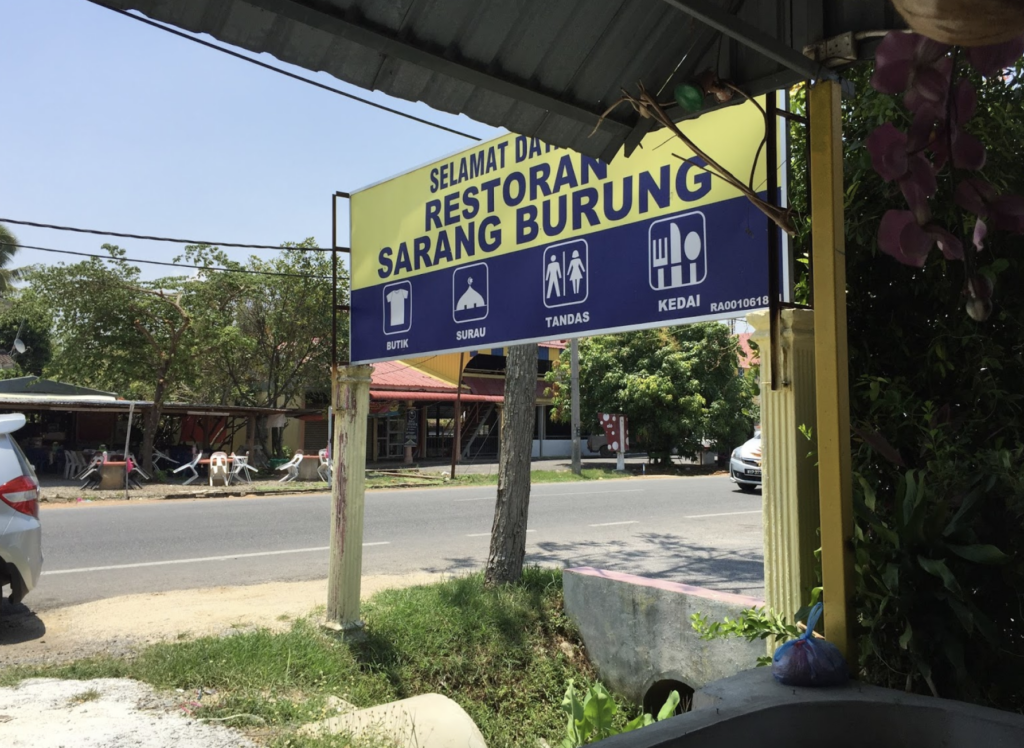 SELAMAT
RESTORAN
SARANG BURUNG
BUTIK
SURAU
TANDAS
KEDAI
RA0010618